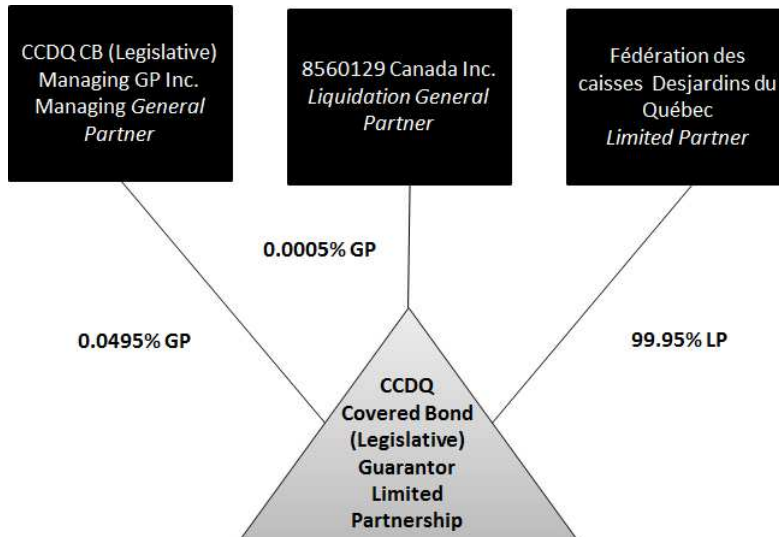 CCDQ CB (Legislative)
Managing GP Inc.
Managing General
Partner
8560129 Canada Inc.
Liquidation General
Partner
Fédération des
caisses Desjardins du
Québec
Limited Partner
0.0005% GP
0.0495% GP
99.95% LP
CCDQ
Covered Bond
(Legislative)
Guarantor
Limited
Partnership